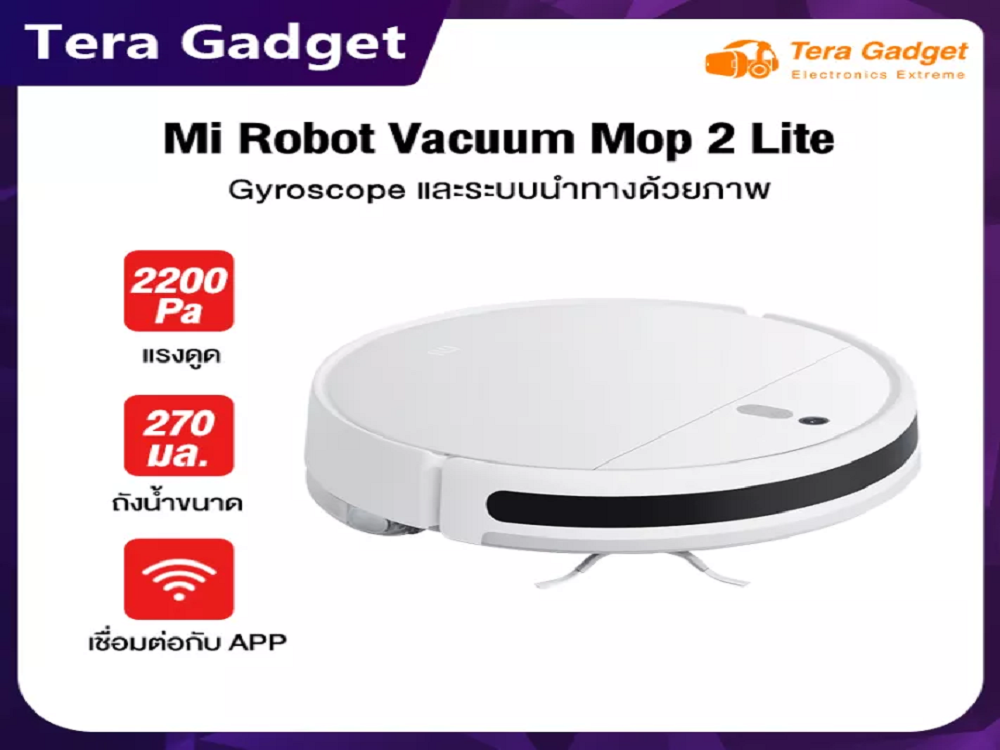 Tera Gadget
Tera Gadget
Electronics Extreme
Mi Robot Vacuum Mop 2 Lite
Gyroscope และระบบนำทางด้วยภาพ
2200
Pa
แรงดูด
270
มล.
ถังน้ำขนาด
เชื่อมต่อกับ APP